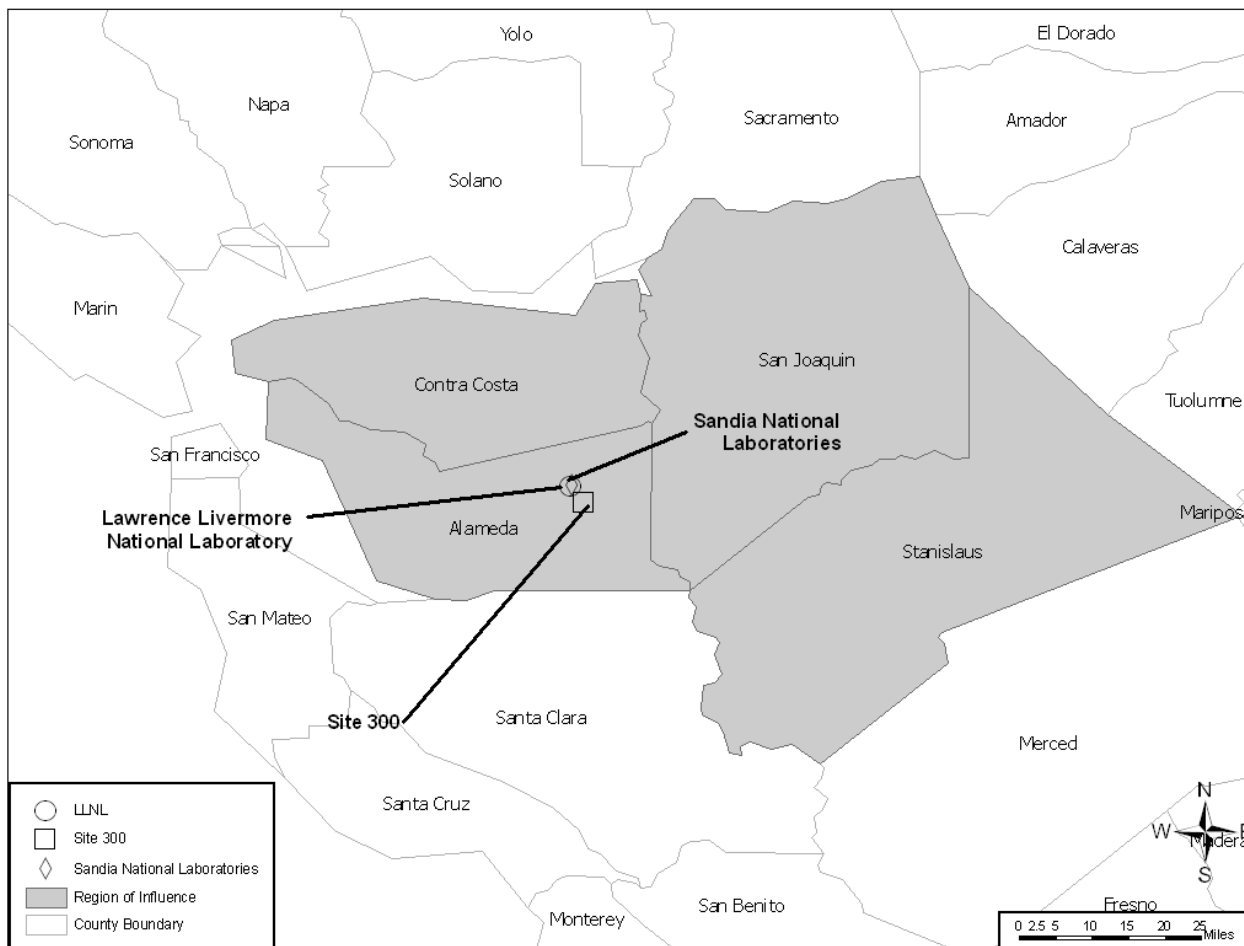 Yolo
El Dorado
Napa
Sacramento
Amador
Sonoma
Solano
Calaveras
Marin
San Joaquin
Contra Costa
Tuolumne
Sandia National
Laboratories
San Francisco
Lawrence Livermore
National Laboratory
Alameda
Mariposa
Stanislaus
San Mateo
Site 300
Santa Clara
Merced
Santa Cruz
Madera
San Benito
Monterey
Fresno
LLNL
Site 300
Sandia National Laboratories
Region of Influence
County Boundary
N
W E
S
0 2.5 5 10 15 20 25
Miles